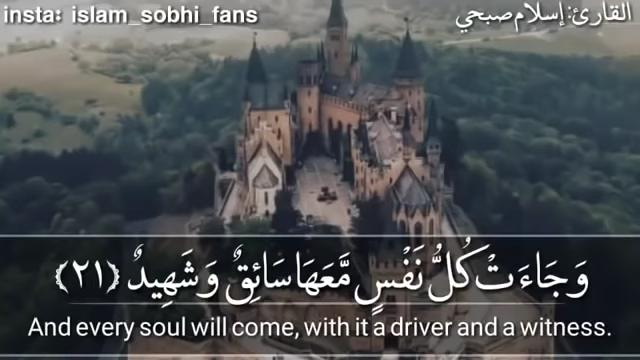 insta: islam_sobhi_fans
القارئ: إسلام صبحي
وَجَاءَتْ كُلُّ نَفْسٍ مَّعَهَا سَائِقٌ وَشَهِيدٌ ﴿٢١﴾
And every soul will come, with it a driver and a witness.